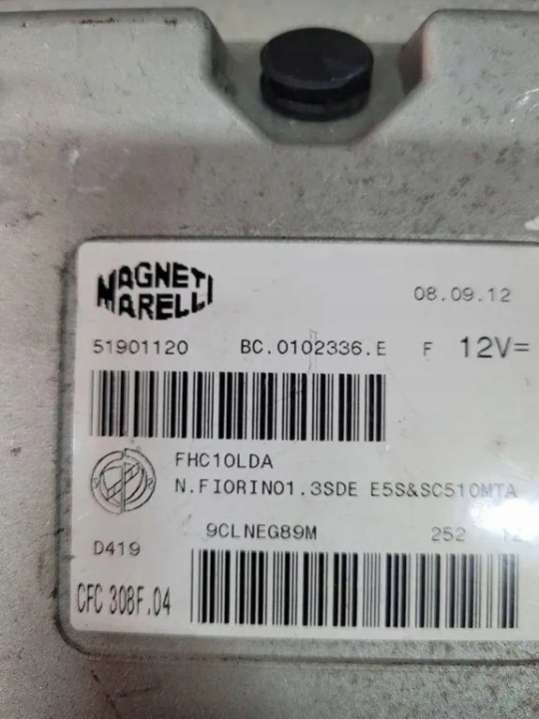 MAGNETI
MARELLI
08.09.12
51901120 BC.0102336.E F 12V=
FHC10LDA
N.FIORINO1.3SDE E5S&SC510MTA
9CLNEG89M 252
D419
CFC 308F.04